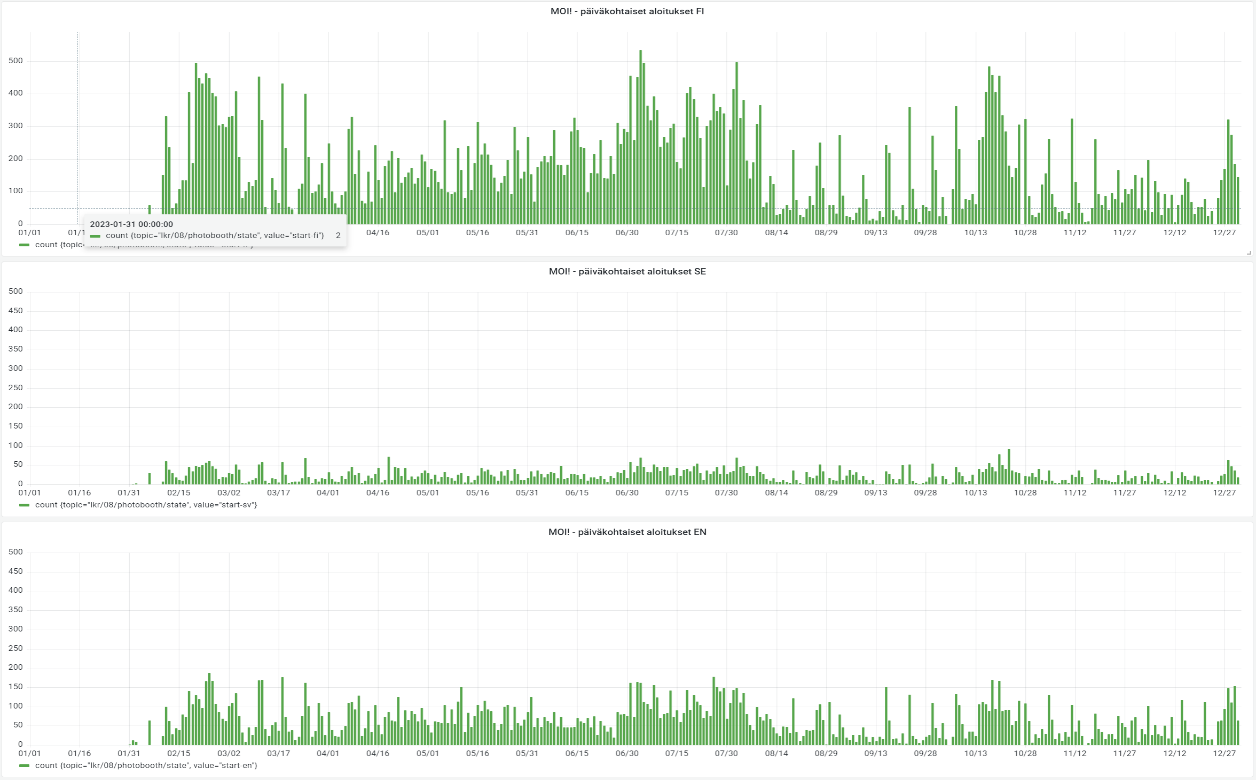 MOI! - päiväkohtaiset aloitukset FI
500
400
300
200
100
0
01/01 01/16 04/16 05/01 05/16 05/31 06/15 06/30 07/15 07/30 08/14 08/29 09/13 09/28 10/13 10/28 11/12 11/27 12/12 12/27
2023-01-31 00:00:00
count {topic="lkr/08/photobooth/state", value="start-fi"} 2
count {topic=
MOI! - päiväkohtaiset aloitukset SE
500
450
400
350
300
250
200
150
100
50
0
01/01 01/16 01/31 02/15 03/02 03/17 04/01 04/16 05/01 05/16 05/31 06/15 06/30 07/15 07/30 08/14 08/29 09/13 09/28 10/13 10/28 11/12 11/27 12/12 12/27
count {topic="lkr/08/photobooth/state", value="start-sv"}
MOI! - päiväkohtaiset aloitukset EN
500
450
400
350
300
250
200
150
100
50
0
01/01 01/16 01/31 02/15 03/02 03/17 04/01 04/16 05/01 05/16 05/31 06/15 06/30 07/15 07/30 08/14 08/29 09/13 09/28 10/13 10/28 11/12 11/27 12/12 12/27
count {topic="lkr/08/photobooth/state", value="start-en"}